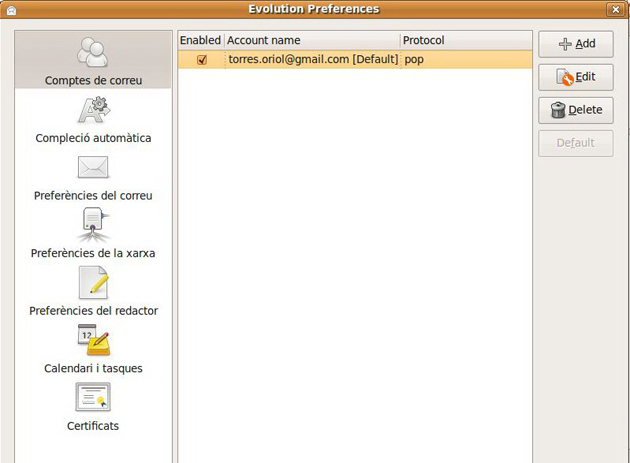 Evolution Preferences
Comptes de correu
Compleció automàtica
Preferències del correu
Preferències de la xarxa
Preferències del redactor
12
Calendari i tasques
Certificats
Enabled Account name Protocol
torres.oriol@gmail.com [Default] pop
Add
Edit
Delete
Default